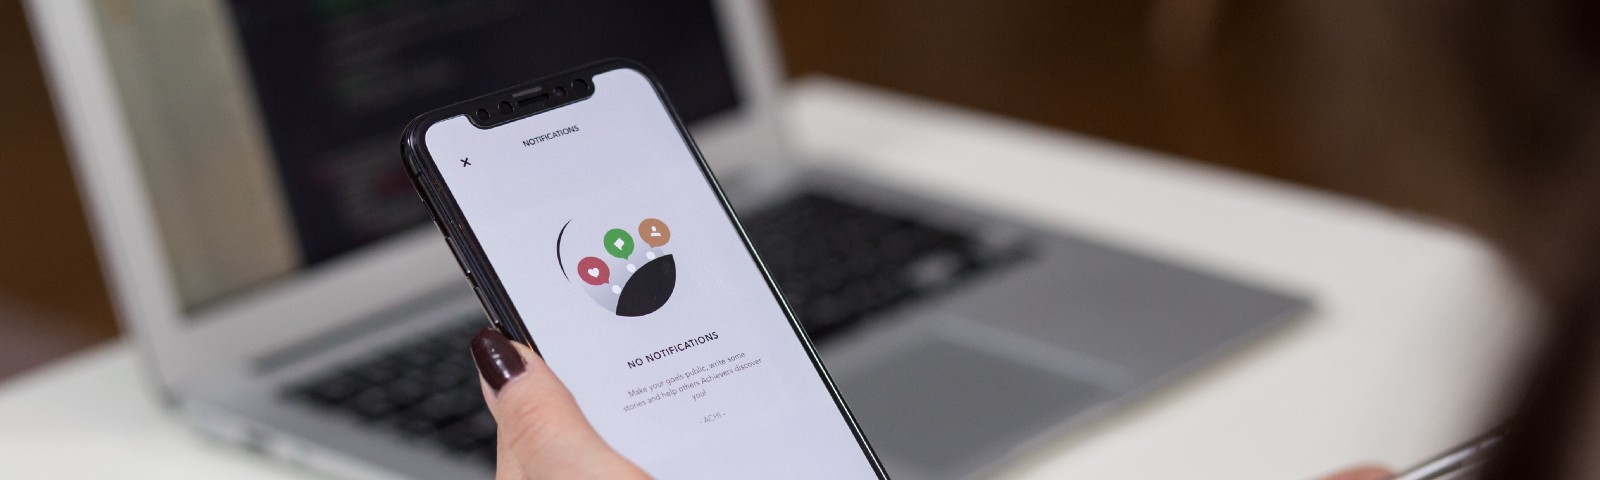 NOTIFICATIONS
NO NOTIFICATIONS
Make your goals public, write some
stories and help others Achievers discover
you!
- ACHI -